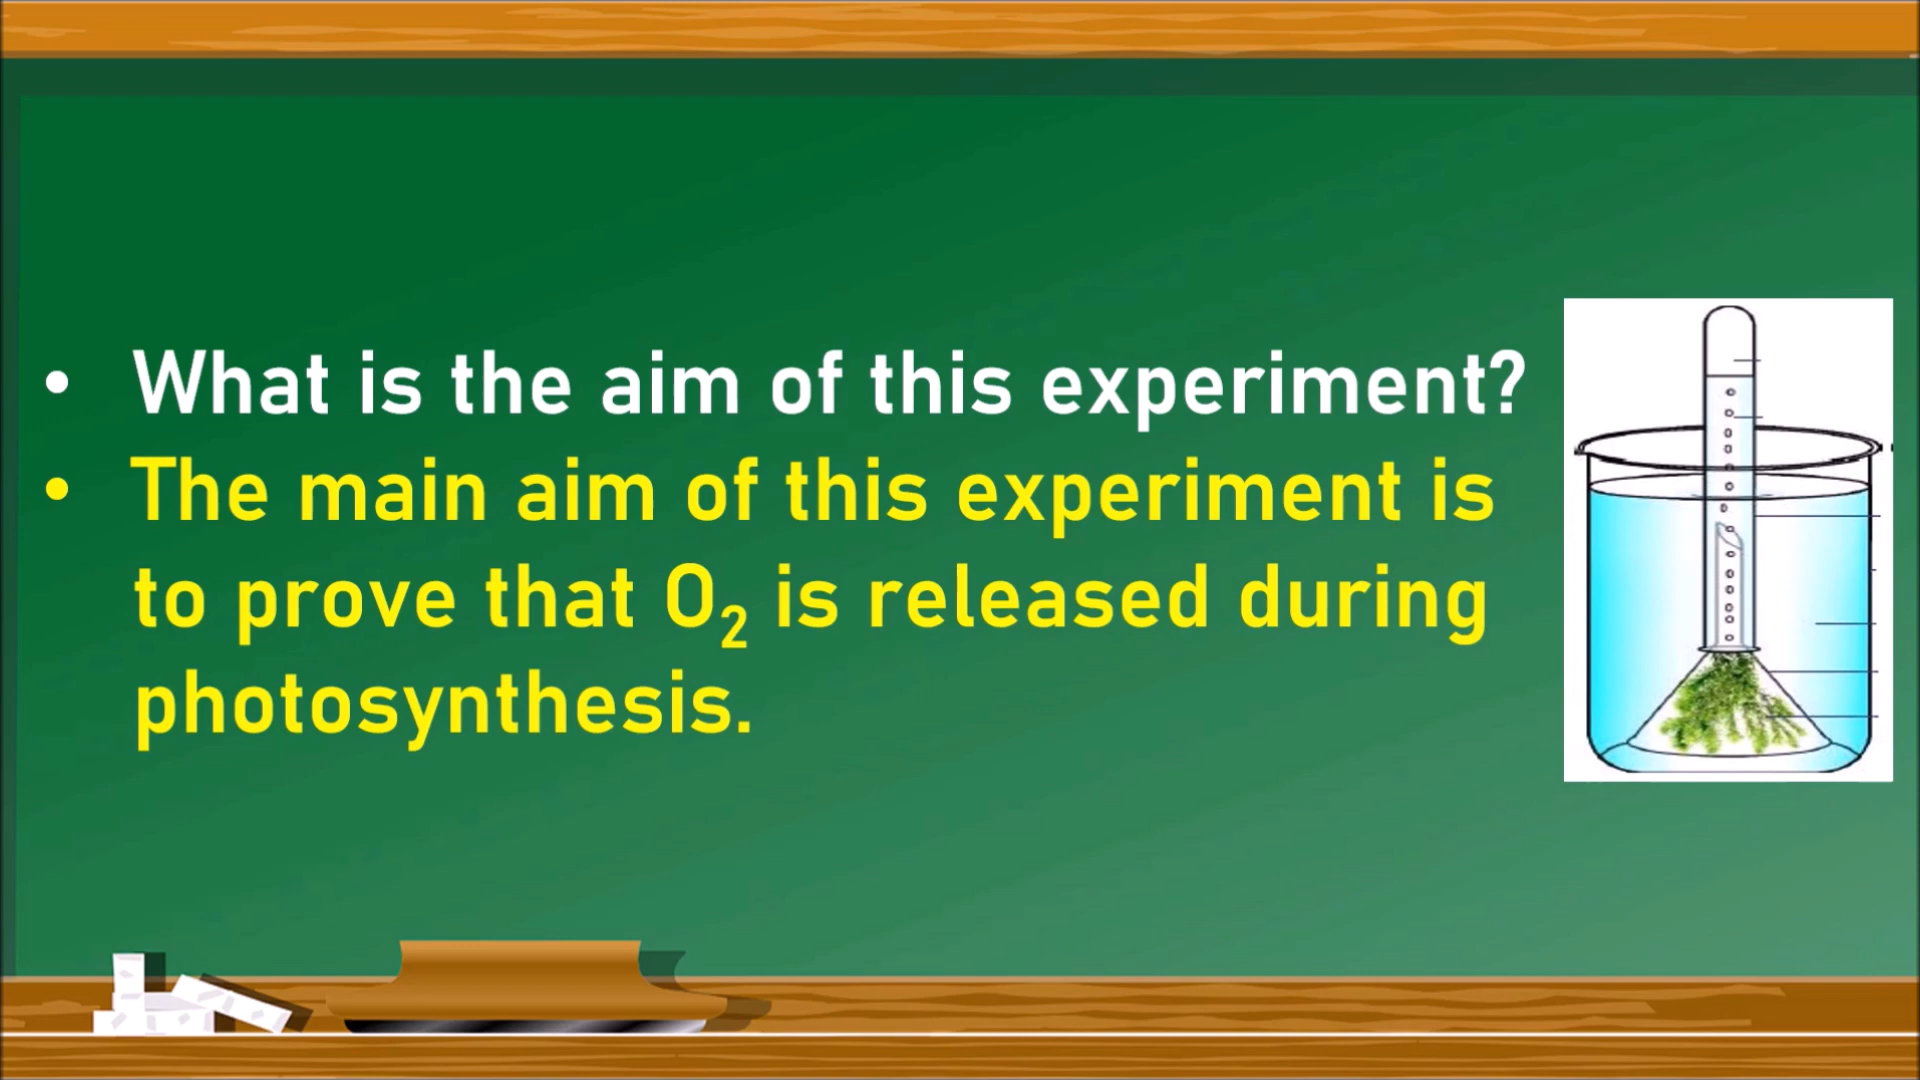 • What is the aim of this experiment?
• The main aim of this experiment is
to prove that O₂ is released during
photosynthesis.